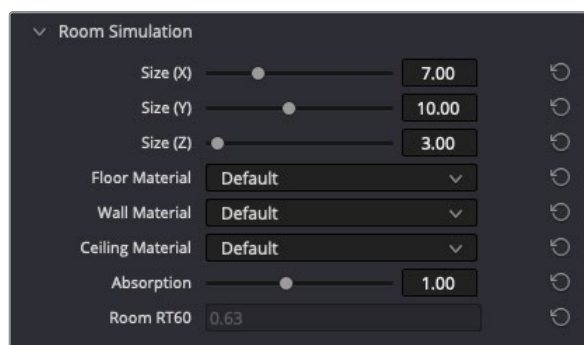 Room Simulation
Size (X) 7.00
Size (Y) 10.00
Size (Z) 3.00
Floor Material Default
Wall Material Default
Ceiling Material Default
Absorption 1.00
Room RT60 0.63